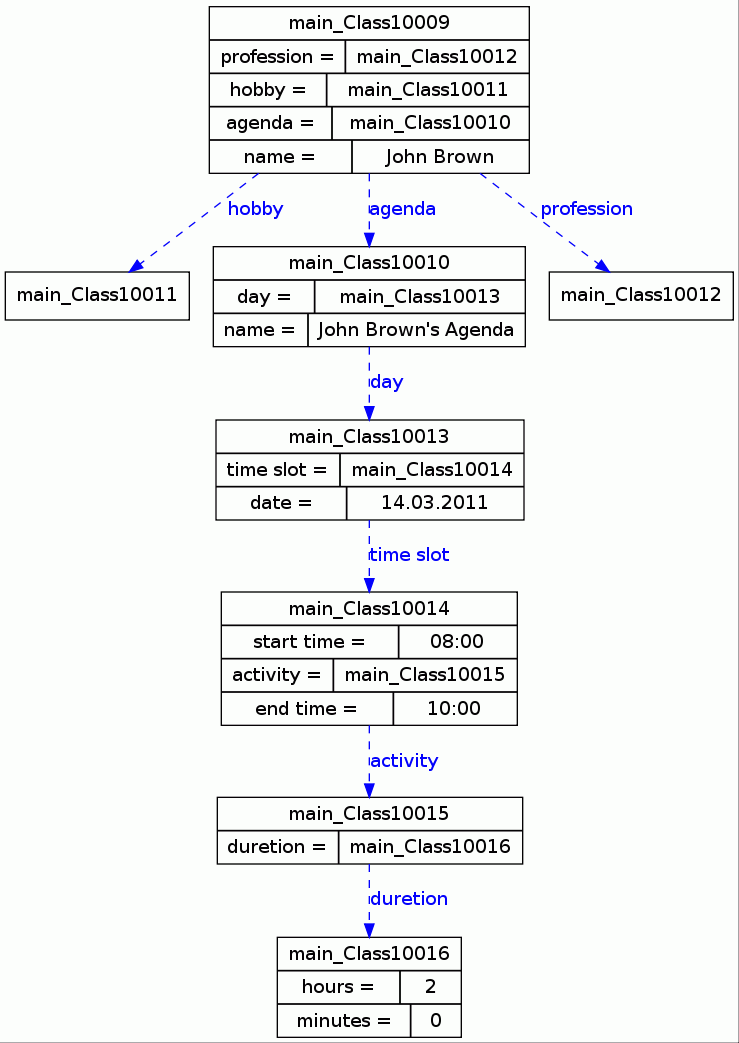 main_Class10009
profession = main_Class10012
hobby = main_Class10011
agenda = main_Class10010
name = John Brown
hobby agenda profession
main_Class10011
main_Class10010
day = main_Class10013
name = John Brown's Agenda
main_Class10012
day
main_Class10013
time slot = main_Class10014
date = 14.03.2011
time slot
main_Class10014
start time = 08:00
activity = main_Class10015
end time = 10:00
activity
main_Class10015
duretion = main_Class10016
duretion
main_Class10016
hours = 2
minutes = 0